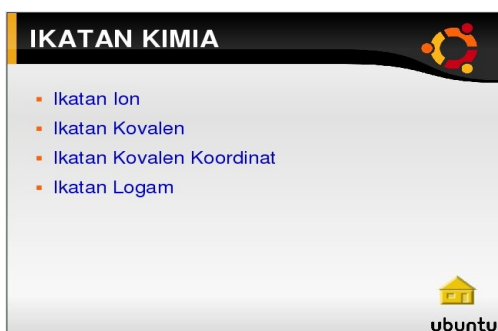 IKATAN KIMIA
Ikatan Ion
Ikatan Kovalen
Ikatan Kovalen Koordinat
Ikatan Logam
ubuntu